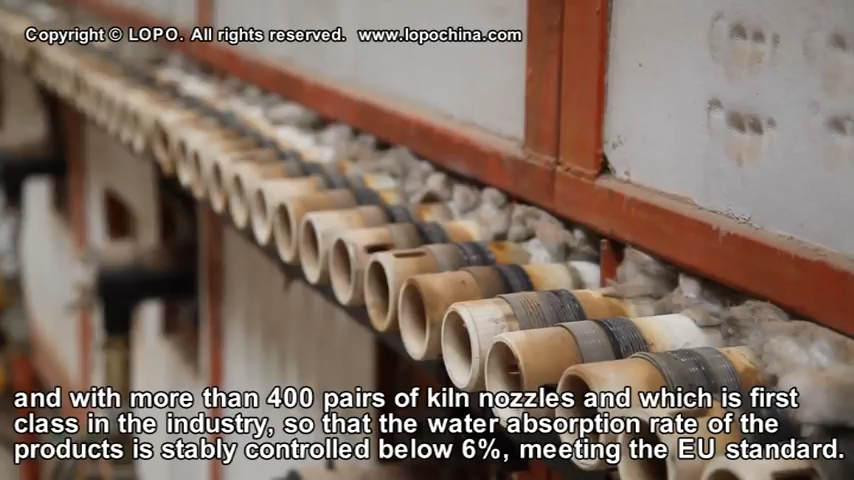 Copyright © LOPO. All rights reserved. www.lopochina.com
and with more than 400 pairs of kiln nozzles and which is first
class in the industry, so that the water absorption rate of the
products is stably controlled below 6%, meeting the EU standard.